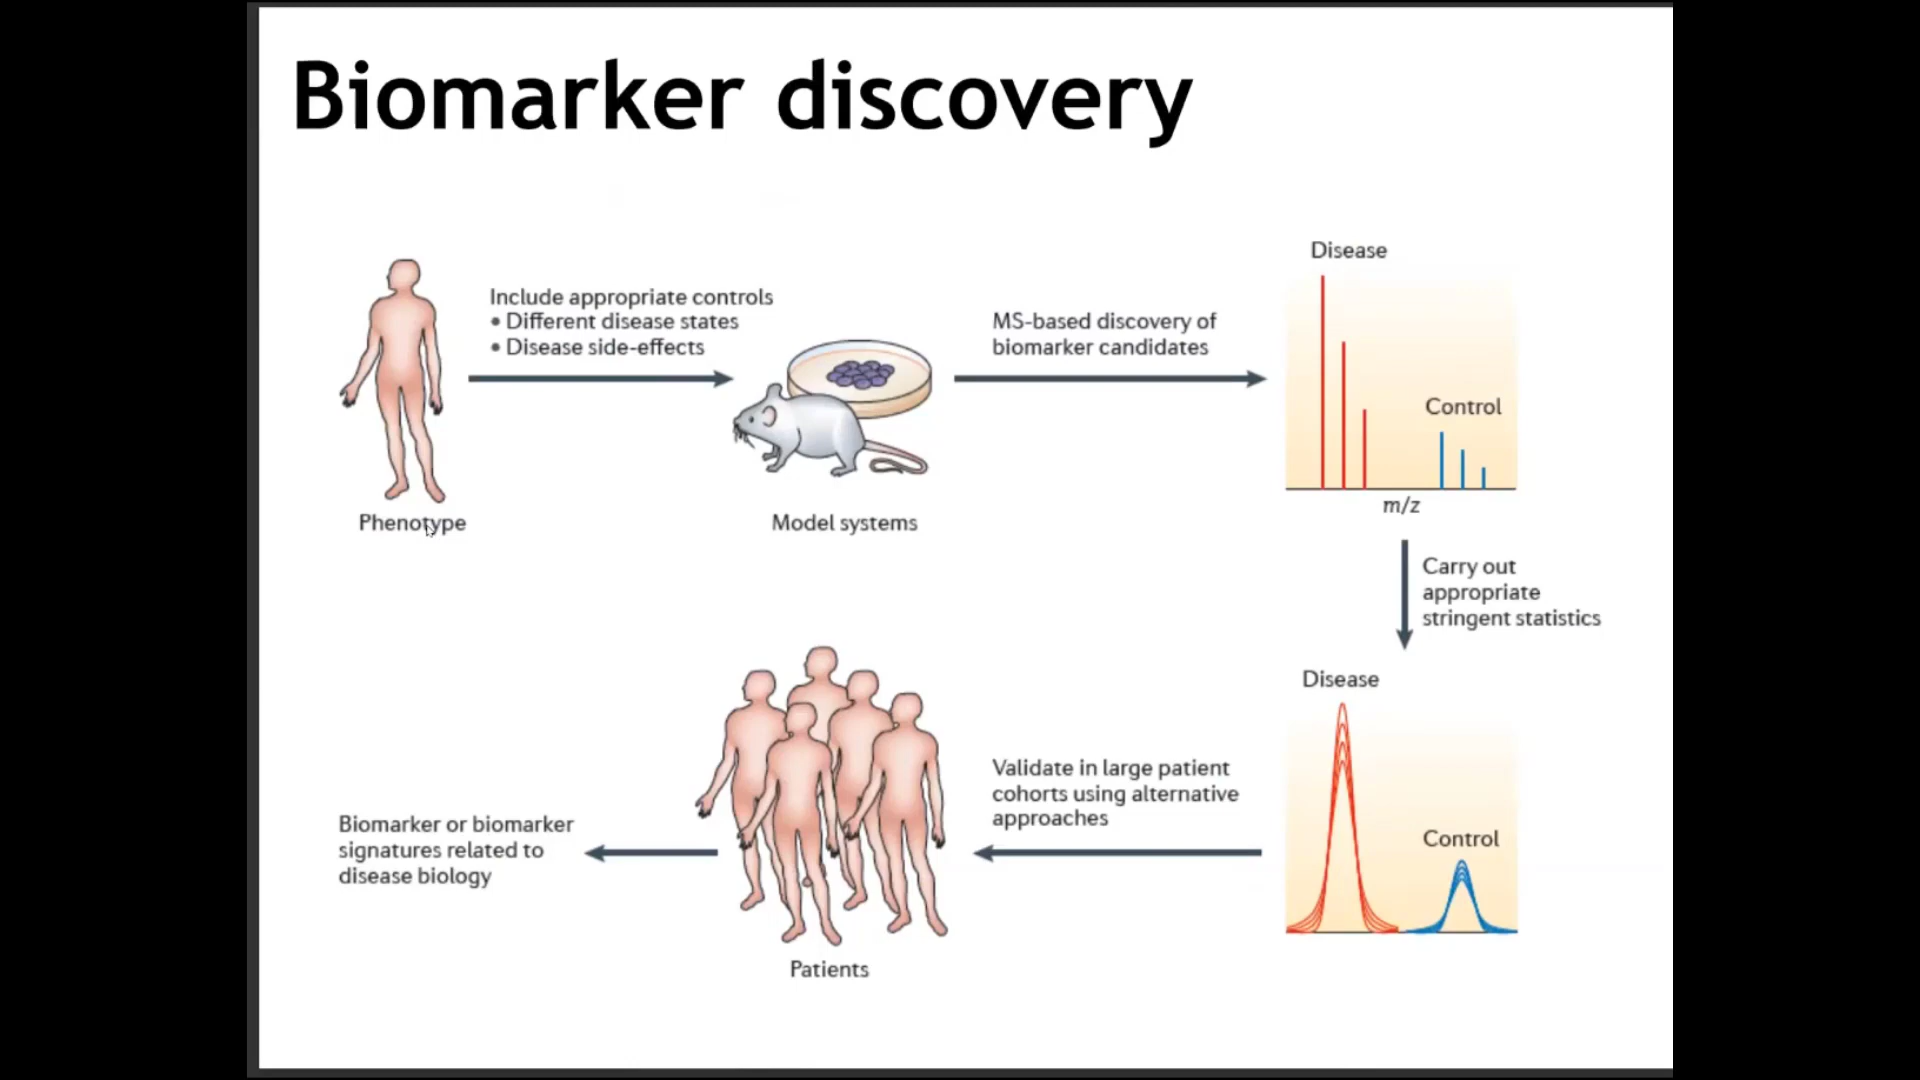 Biomarker discovery
Include appropriate controls
• Different disease states
• Disease side-effects
Phenotype
Model systems
MS-based discovery of
biomarker candidates
Disease
Control
m/z
Carry out
appropriate
stringent statistics
Disease
Control
Validate in large patient
cohorts using alternative
approaches
Patients
Biomarker or biomarker
signatures related to
disease biology